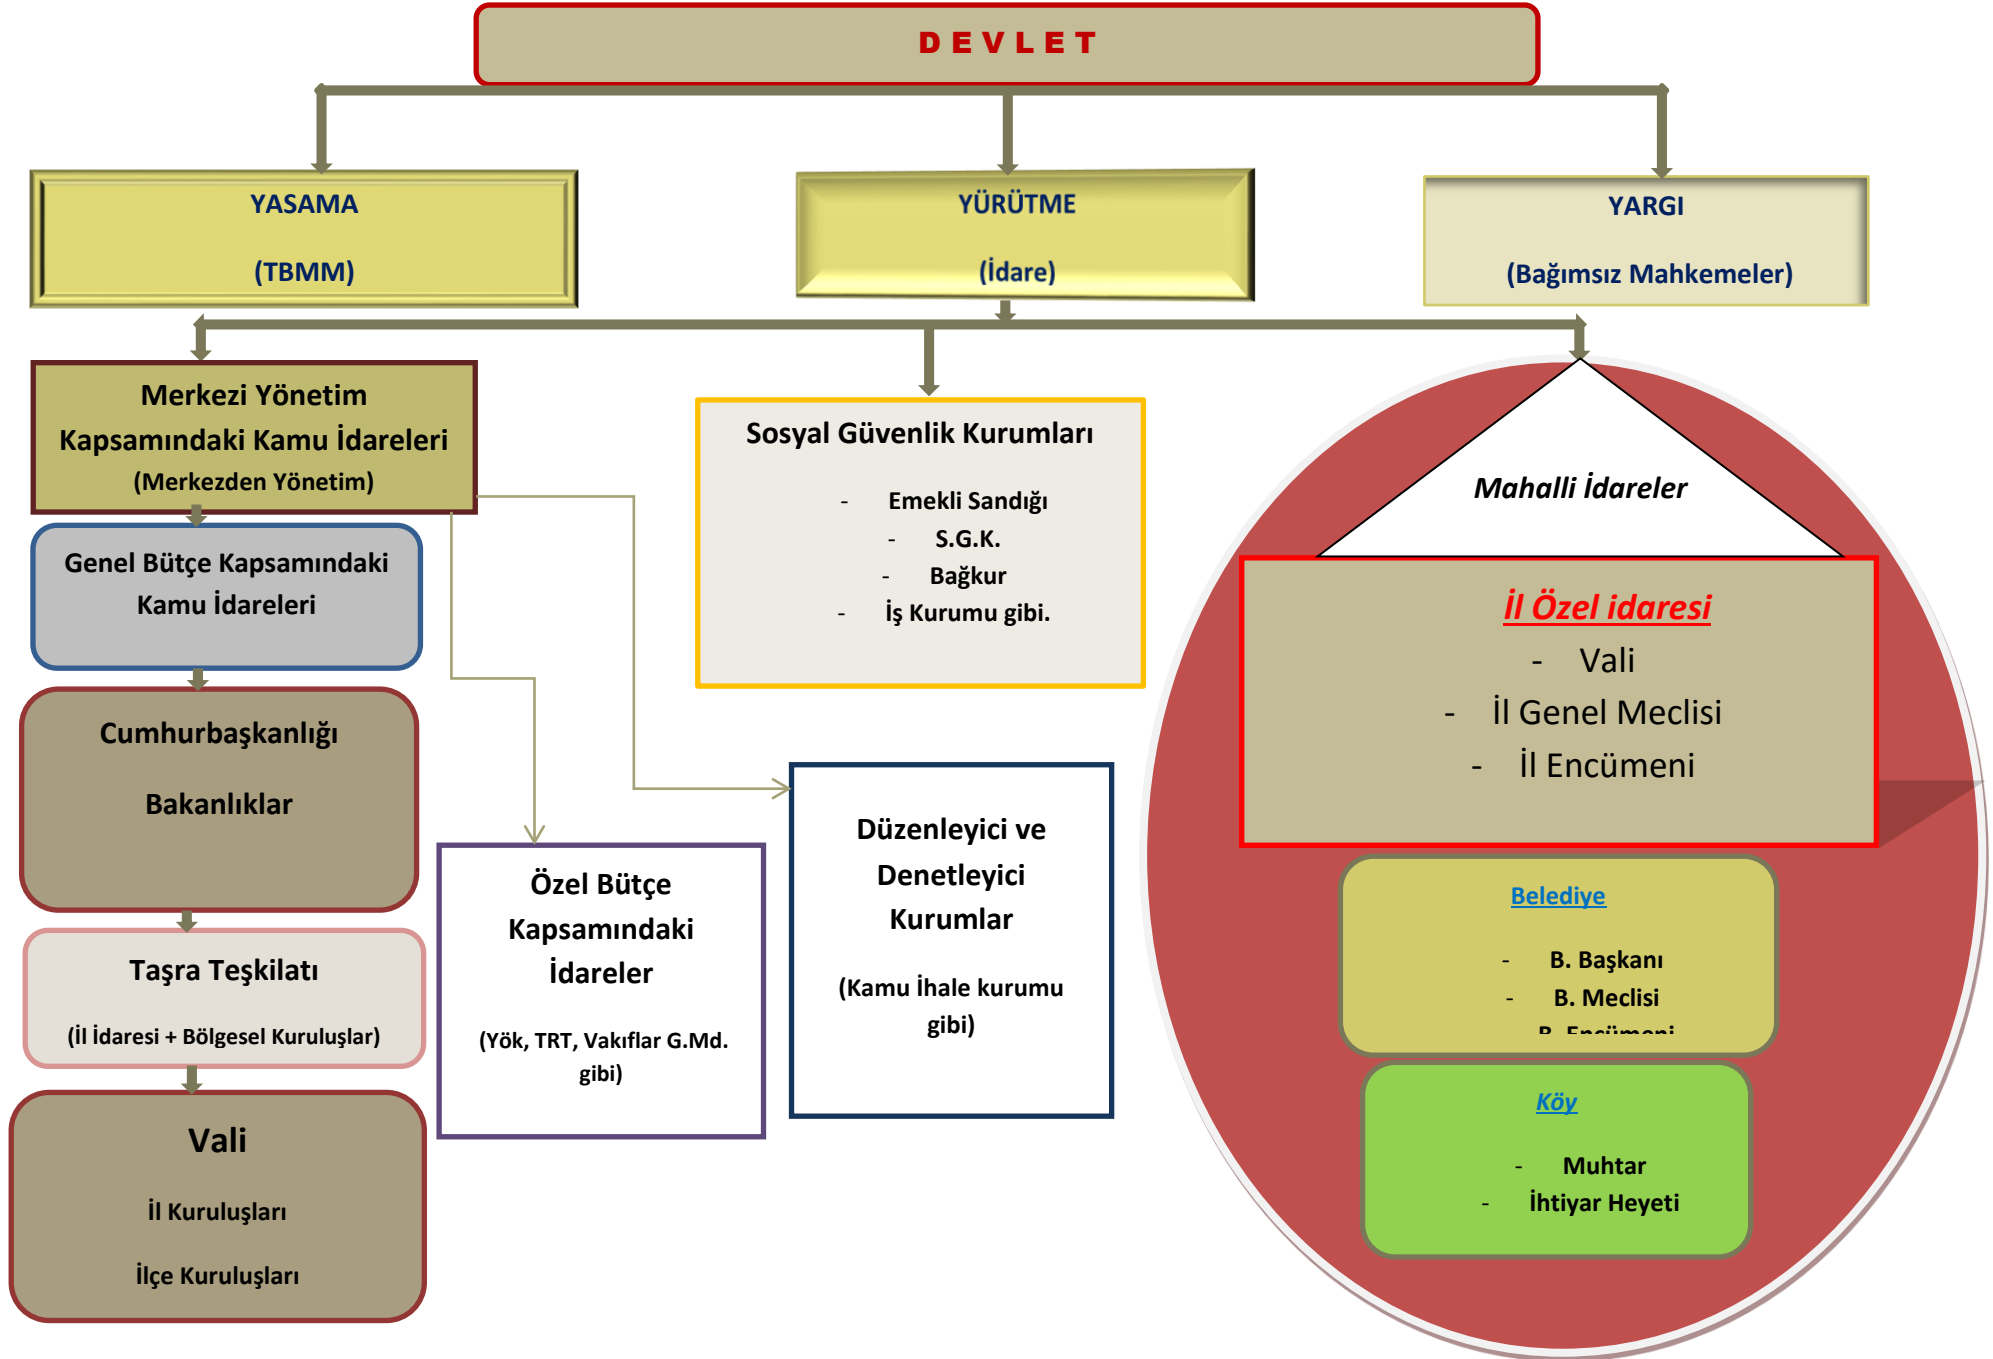 D E V L E T
YASAMA
(TBMM)
YÜRÜTME
(İdare)
YARGI
(Bağımsız Mahkemeler)
Merkezi Yönetim
Kapsamındaki Kamu İdareleri
(Merkezden Yönetim)
Genel Bütçe Kapsamındaki
Kamu İdareleri
Cumhurbaşkanlığı
Bakanlıklar
Taşra Teşkilatı
(İl İdaresi + Bölgesel Kuruluşlar)
Vali
İl Kuruluşları
İlçe Kuruluşları
Özel Bütçe
Kapsamındaki
İdareler
(Yök, TRT, Vakıflar G.Md.
gibi)
Düzenleyici ve
Denetleyici
Kurumlar
(Kamu İhale kurumu
gibi)
Sosyal Güvenlik Kurumları
- Emekli Sandığı
- S.G.K.
- Bağkur
- İş Kurumu gibi.
Mahalli İdareler
İl Özel idaresi
- Vali
- İl Genel Meclisi
- İl Encümeni
Belediye
- B. Başkanı
- B. Meclisi
B. Encümeni
Köy
- Muhtar
- İhtiyar Heyeti